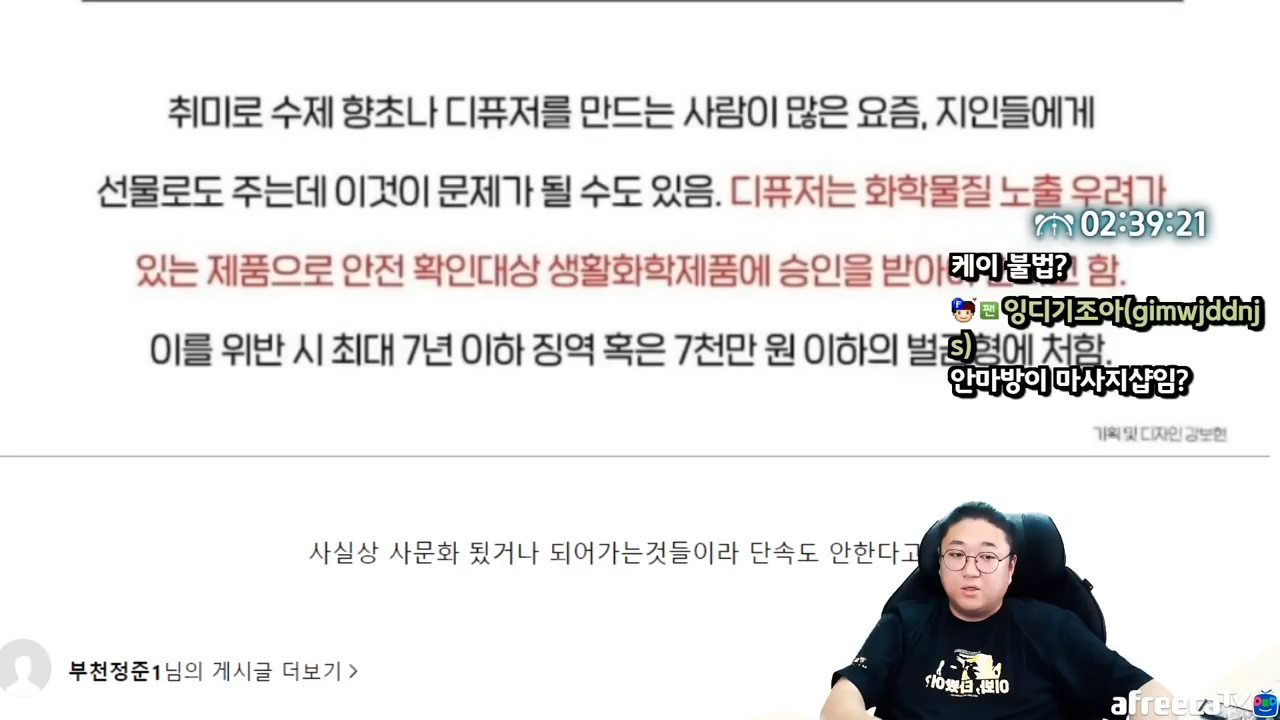 취미로 수제 향초나 디퓨저를 만드는 사람이 많은 요즘, 지인들에게
선물로도 주는데 이것이 문제가 될 수도 있음. 디퓨저는 화학물질 노출 우려가
02:39:21
있는 제품으로 안전 확인대상 생활화학제품에 승인을 받아야 함.
케이 불법?
팬 잉디기조아(gimwjddnj
s)
이를 위반 시 최대 7년 이하 징역 혹은 7천만 원 이하의 벌금형에 처함.
안마방이 마사지샵임?
기획 및 디자인 강보현
사실상 사문화 됬거나 되어가는것들이라 단속도 안한다고
부천정준1님의 게시글 더보기 >
afreecaTV